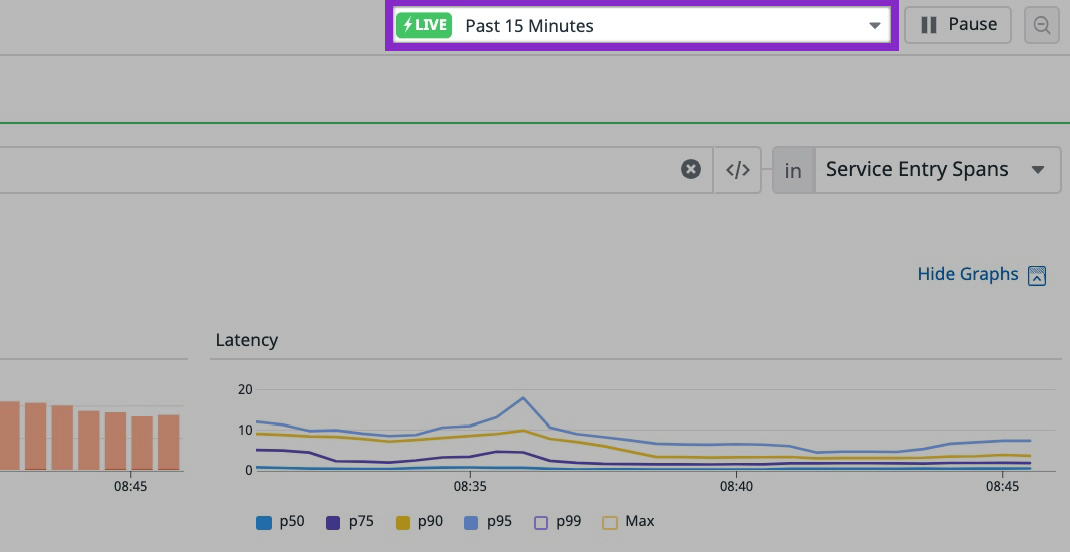 LIVE Past 15 Minutes
Pause
</>
in
Service Entry Spans
Hide Graphs
Latency
20
10
0
08:45
08:35
08:40
08:45
p50
p75
p90
p95
p99
Max